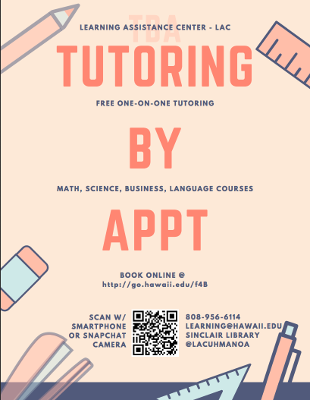 TBA
LEARNING ASSISTANCE CENTER - LAC
TUTORING
FREE ONE-ON-ONE TUTORING
BY
MATH, SCIENCE, BUSINESS, LANGUAGE COURSES
APPT
BOOK ONLINE @
http://go.hawaii.edu/f4B
SCAN W/
SMARTPHONE
OR SNAPCHAT
CAMERA
808-956-6114
LEARNING@HAWAII.EDU
SINCLAIR LIBRARY
@LACUHMANOA